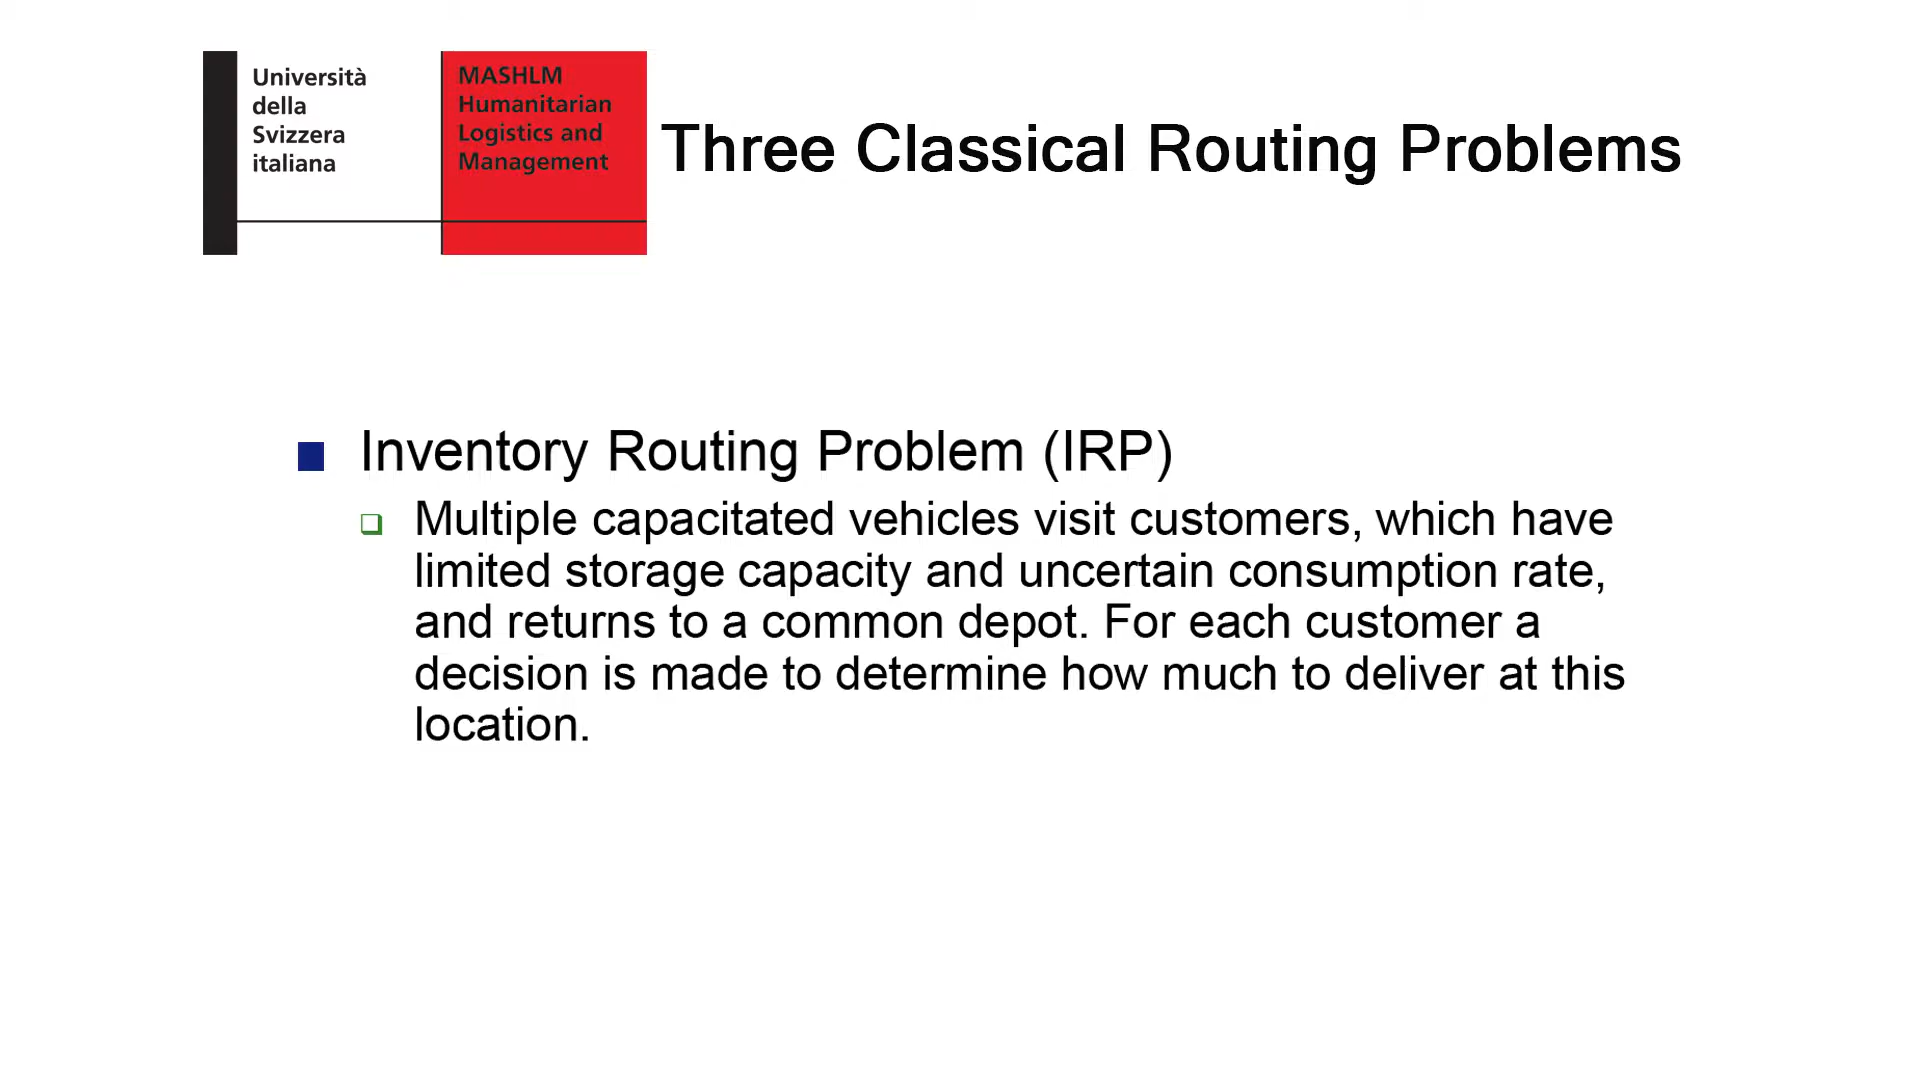 Università
della
Svizzera
italiana
MASHLM
Humanitarian
Logistics and
Management
Three Classical Routing Problems
Inventory Routing Problem (IRP)
Multiple capacitated vehicles visit customers, which have
limited storage capacity and uncertain consumption rate,
and returns to a common depot. For each customer a
decision is made to determine how much to deliver at this
location.